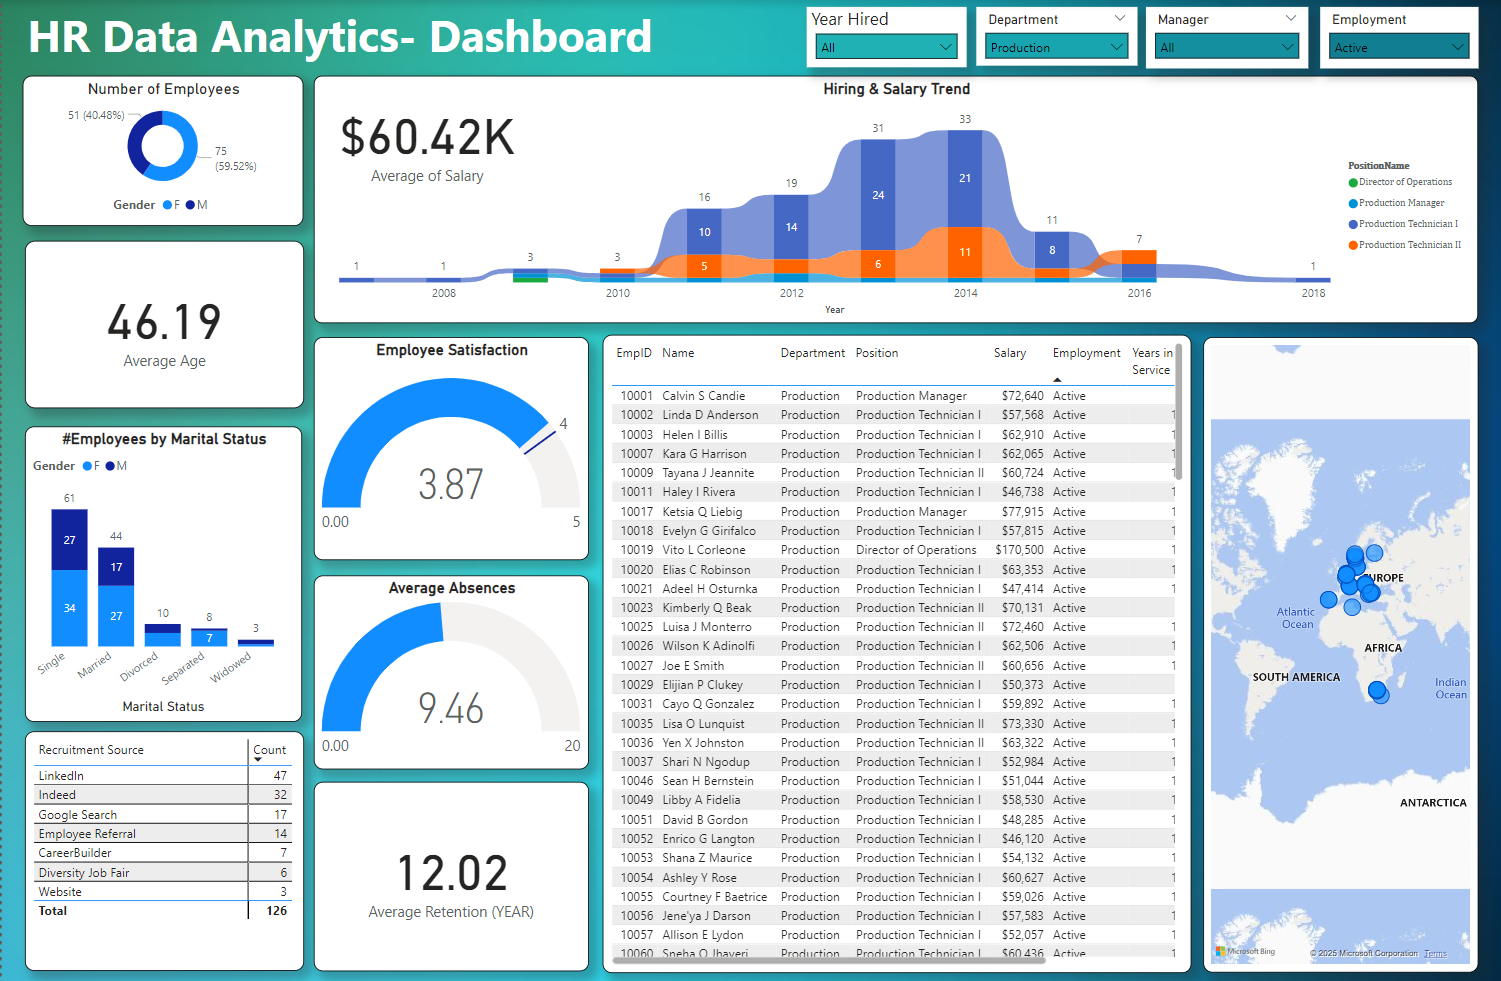 HR Data Analytics- Dashboard
Year Hired
All
Department
Production
Manager
All
Employment
Active
Number of Employees
51 (40.48%)
75
(59.52%)
Gender F M
46.19
Average Age
#Employees by Marital Status
Gender F M
61
27
34
44
17
27
10
8
7
3
Single
Married
Divorced
Separated
Widowed
Marital Status
Recruitment Source Count
LinkedIn 47
Indeed 32
Google Search 17
Employee Referral 14
CareerBuilder 7
Diversity Job Fair 6
Website 3
Total 126
Hiring & Salary Trend
$60.42K
Average of Salary
1
1
3
3
16
10
5
19
14
31
24
6
33
21
11
11
8
7
1
2008 2010 2012 2014 2016 2018
Year
PositionName
Director of Operations
Production Manager
Production Technician I
Production Technician II
Employee Satisfaction
4
3.87
0.00 5
Average Absences
9.46
0.00 20
12.02
Average Retention (YEAR)
EmpID Name Department Position Salary Employment Years in
Service
10001 Calvin S Candie Production Production Manager $72,640 Active
10002 Linda D Anderson Production Production Technician I $57,568 Active 1
10003 Helen I Billis Production Production Technician I $62,910 Active 1
10007 Kara G Harrison Production Production Technician I $62,065 Active 1
10009 Tayana J Jeannite Production Production Technician II $60,724 Active 1
10011 Haley I Rivera Production Production Technician I $46,738 Active 1
10017 Ketsia Q Liebig Production Production Manager $77,915 Active 1
10018 Evelyn G Girifalco Production Production Technician I $57,815 Active 1
10019 Vito L Corleone Production Director of Operations $170,500 Active 1
10020 Elias C Robinson Production Production Technician I $63,353 Active 1
10021 Adeel H Osturnka Production Production Technician I $47,414 Active 1
10023 Kimberly Q Beak Production Production Technician II $70,131 Active
10025 Luisa J Monterro Production Production Technician II $72,460 Active 1
10026 Wilson K Adinolfi Production Production Technician I $62,506 Active 1
10027 Joe E Smith Production Production Technician II $60,656 Active 1
10029 Elijian P Clukey Production Production Technician I $50,373 Active 1
10031 Cayo Q Gonzalez Production Production Technician I $59,892 Active 1
10035 Lisa O Lunquist Production Production Technician II $73,330 Active 1
10036 Yen X Johnston Production Production Technician II $63,322 Active 1
10037 Shari N Ngodup Production Production Technician I $52,984 Active 1
10046 Sean H Bernstein Production Production Technician I $51,044 Active 1
10049 Libby A Fidelia Production Production Technician I $58,530 Active 1
10051 David B Gordon Production Production Technician I $48,285 Active 1
10052 Enrico G Langton Production Production Technician I $46,120 Active 1
10053 Shana Z Maurice Production Production Technician I $54,132 Active 1
10054 Ashley Y Rose Production Production Technician I $60,627 Active 1
10055 Courtney F Baetrice Production Production Technician I $59,026 Active 1
10056 Jene'ya J Darson Production Production Technician I $57,583 Active 1
10057 Allison E Lydon Production Production Technician I $52,057 Active 1
10060 Sneha O Jhaveri Production Production Technician I $60,436 Active 1
EUROPE
Atlantic
Ocean
AFRICA
SOUTH AMERICA
Indian
Ocean
ANTARCTICA
Microsoft Bing
© 2025 Microsoft Corporation Terms